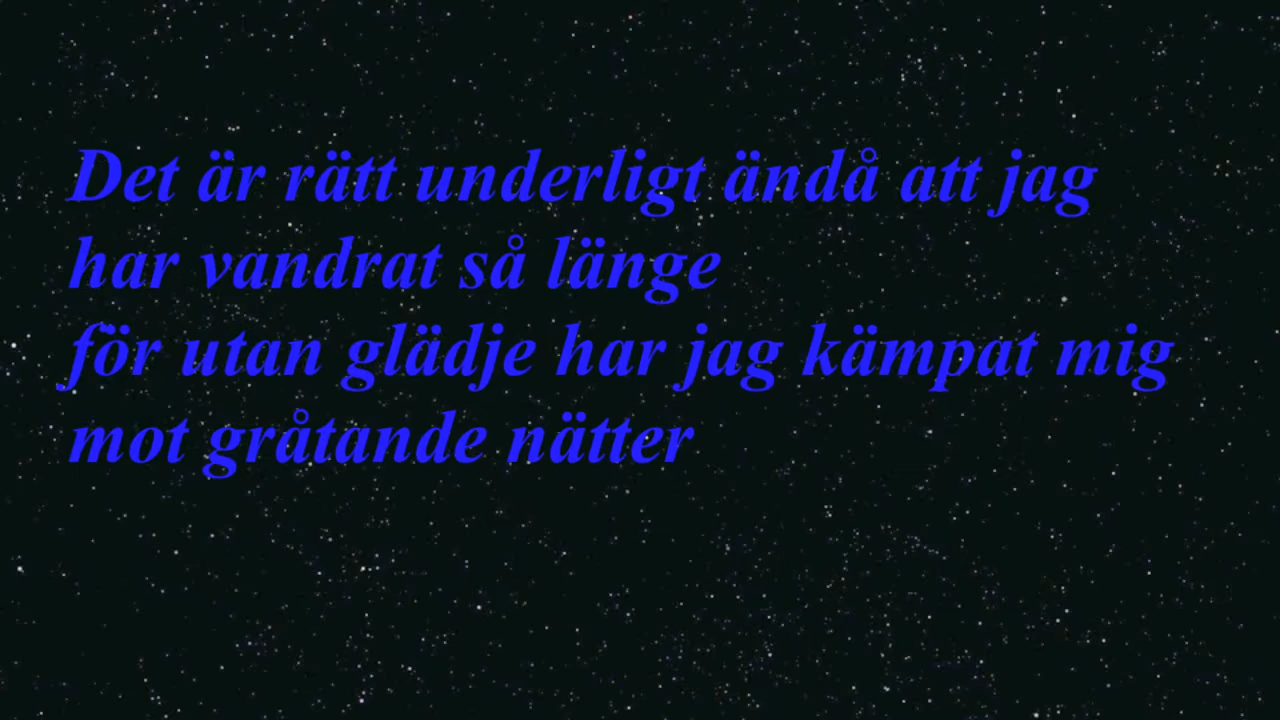 Det är rätt underligt ändå att jag
har vandrat så länge
för utan glädje har jag kämpat mig
mot gråtande nätter